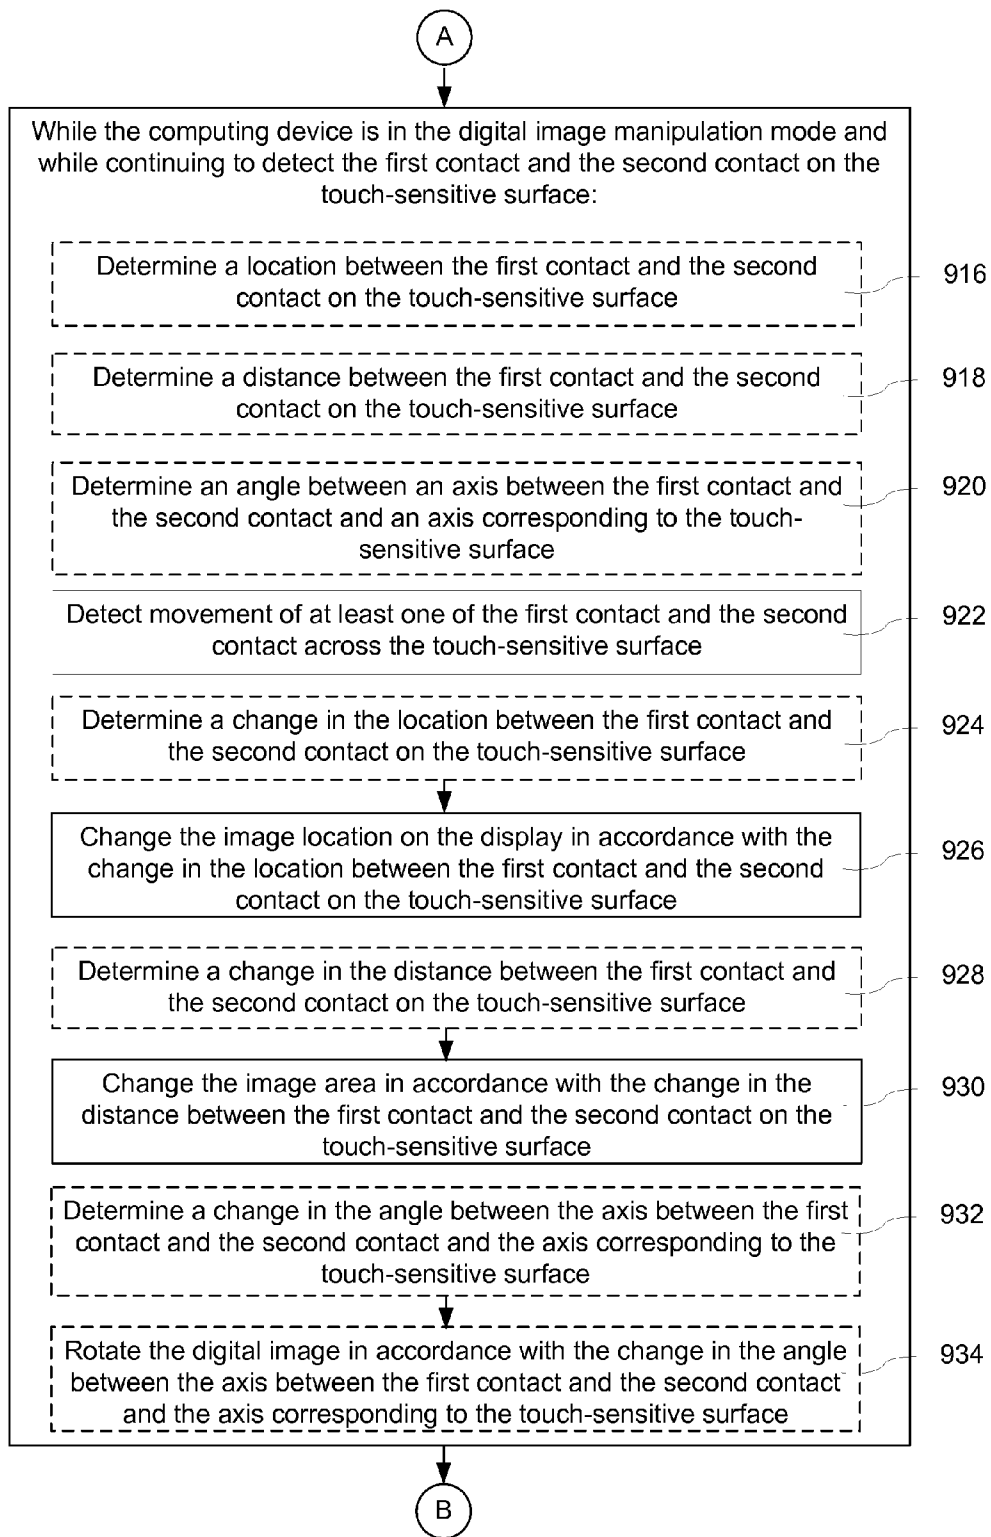 A
While the computing device is in the digital image manipulation mode and
while continuing to detect the first contact and the second contact on the
touch-sensitive surface:
Determine a location between the first contact and the second
contact on the touch-sensitive surface
916
Determine a distance between the first contact and the second
contact on the touch-sensitive surface
918
Determine an angle between an axis between the first contact and
the second contact and an axis corresponding to the touch-
sensitive surface
920
Detect movement of at least one of the first contact and the second
contact across the touch-sensitive surface
922
Determine a change in the location between the first contact and
the second contact on the touch-sensitive surface
924
Change the image location on the display in accordance with the
change in the location between the first contact and the second
contact on the touch-sensitive surface
926
Determine a change in the distance between the first contact and
the second contact on the touch-sensitive surface
928
Change the image area in accordance with the change in the
distance between the first contact and the second contact on the
touch-sensitive surface
930
Determine a change in the angle between the axis between the first
contact and the second contact and the axis corresponding to the
touch-sensitive surface
932
Rotate the digital image in accordance with the change in the angle
between the axis between the first contact and the second contact
and the axis corresponding to the touch-sensitive surface
934
B